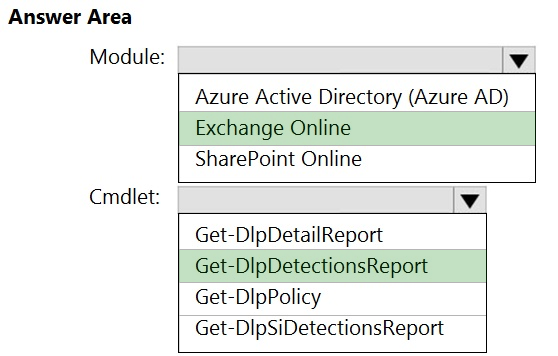 Answer Area
Module:
Azure Active Directory (Azure AD)
Exchange Online
SharePoint Online
Cmdlet:
Get-DlpDetailReport
Get-DlpDetectionsReport
Get-DlpPolicy
Get-DlpSiDetectionsReport